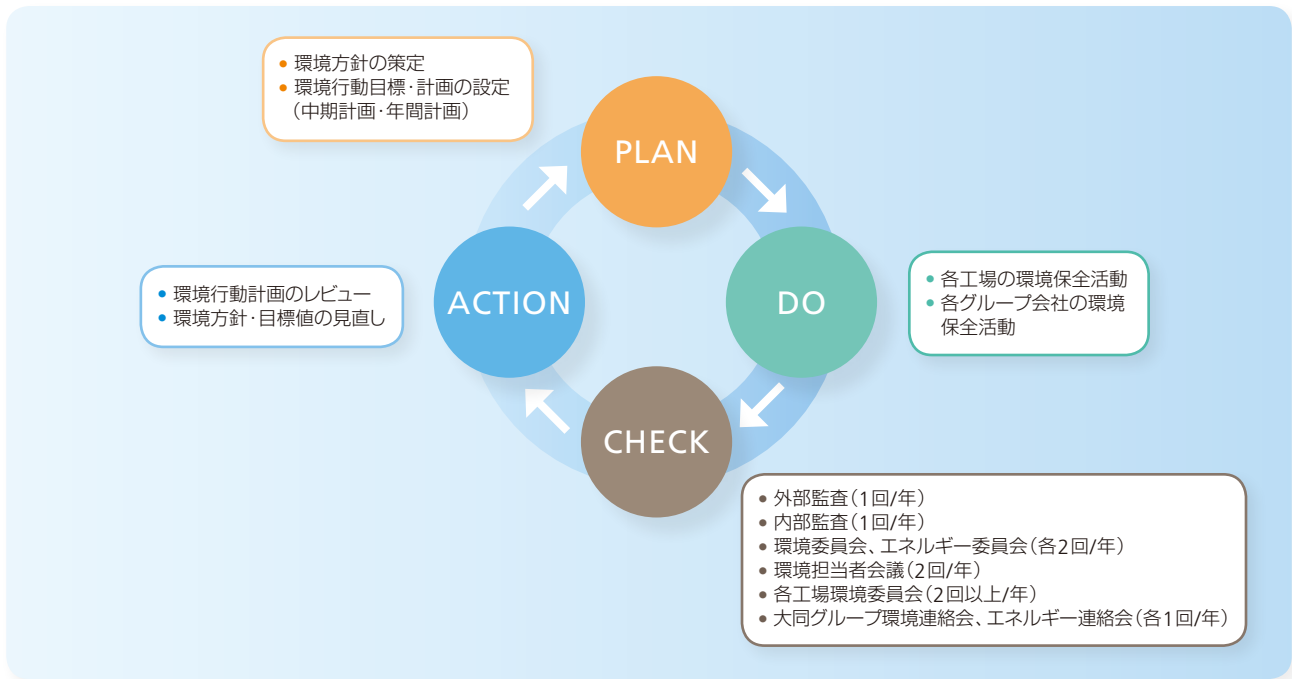 • 環境方針の策定
• 環境行動目標・計画の設定
（中期計画・年間計画）
PLAN
ACTION
• 環境行動計画のレビュー
• 環境方針・目標値の見直し
DO
• 各工場の環境保全活動
• 各グループ会社の環境
保全活動
CHECK
• 外部監査（1回/年）
• 内部監査（1回/年）
• 環境委員会、エネルギー委員会（各2回/年）
• 環境担当者会議（2回/年）
• 各工場環境委員会（2回以上/年）
• 大同グループ環境連絡会、エネルギー連絡会（各1回/年）